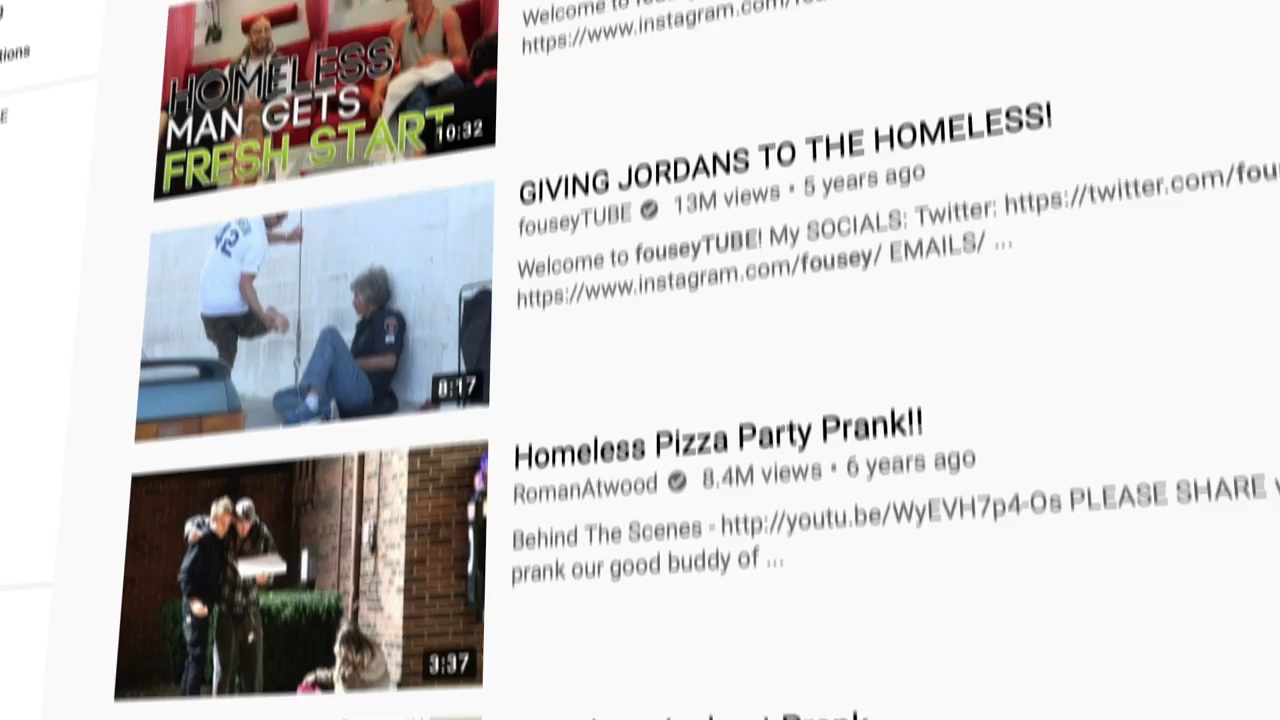 tions
E
HOMELESS
MAN GETS
FRESH START
10:32
Welcome to
https://www.instagram.com/
GIVING JORDANS TO THE HOMELESS!
fouseyTUBE 13M views • 5 years ago
Welcome to fouseyTUBE! My SOCIALS: Twitter: https://twitter.com/fou
https://www.instagram.com/fousey/ EMAILS/ ...
12
8:17
Homeless Pizza Party Prank!!
RomanAtwood 8.4M views • 6 years ago
Behind The Scenes - http://youtu.be/WyEVH7p4-Os PLEASE SHARE
prank our good buddy of ...
3:37
Prank